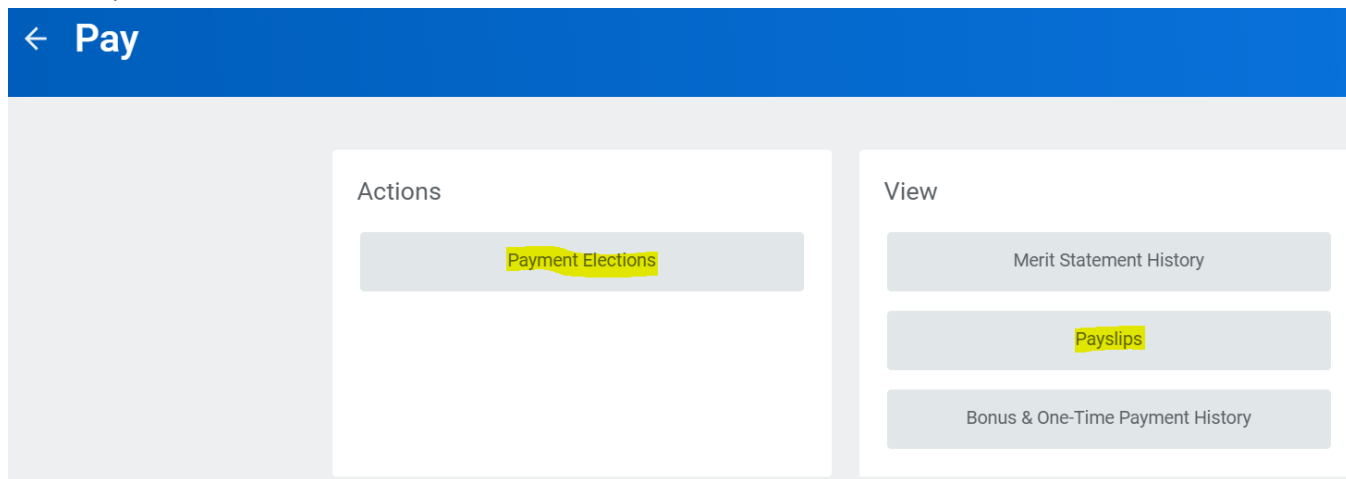 Pay
Actions
Payment Elections
View
Merit Statement History
Payslips
Bonus & One-Time Payment History